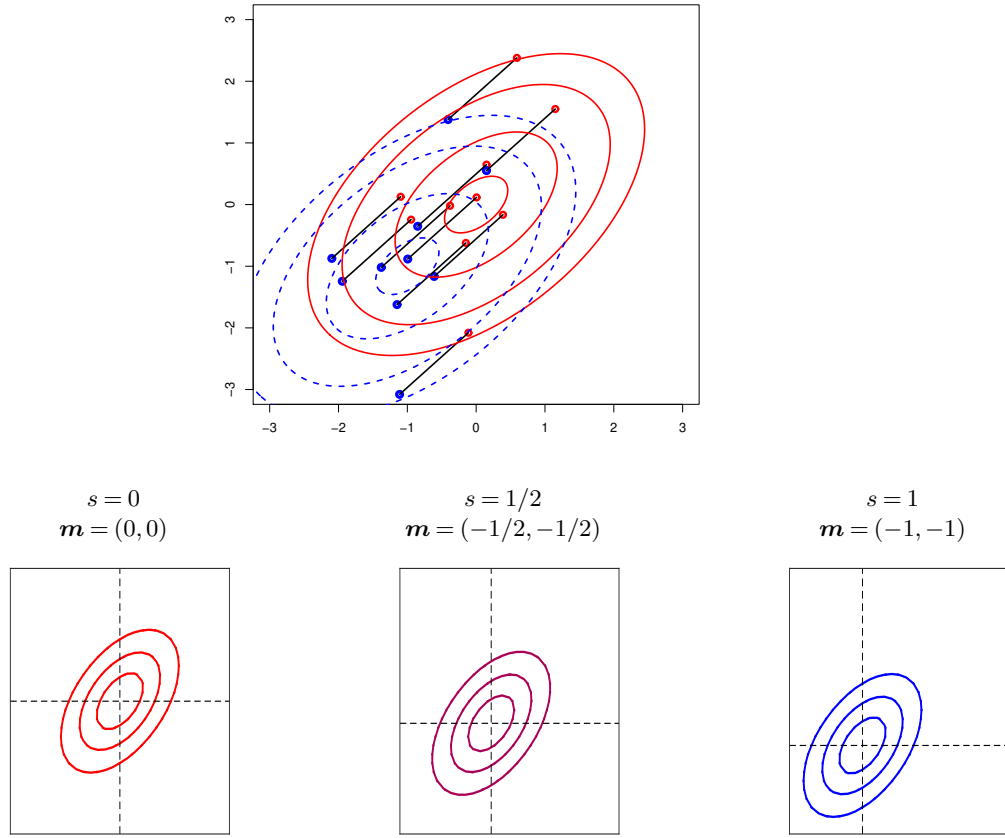 3
2
1
0
−1
−2
−3
−3 −2 −1 0 1 2 3
s = 0 s = 1/2 s = 1
m = (0, 0) m = (−1/2, −1/2) m = (−1, −1)